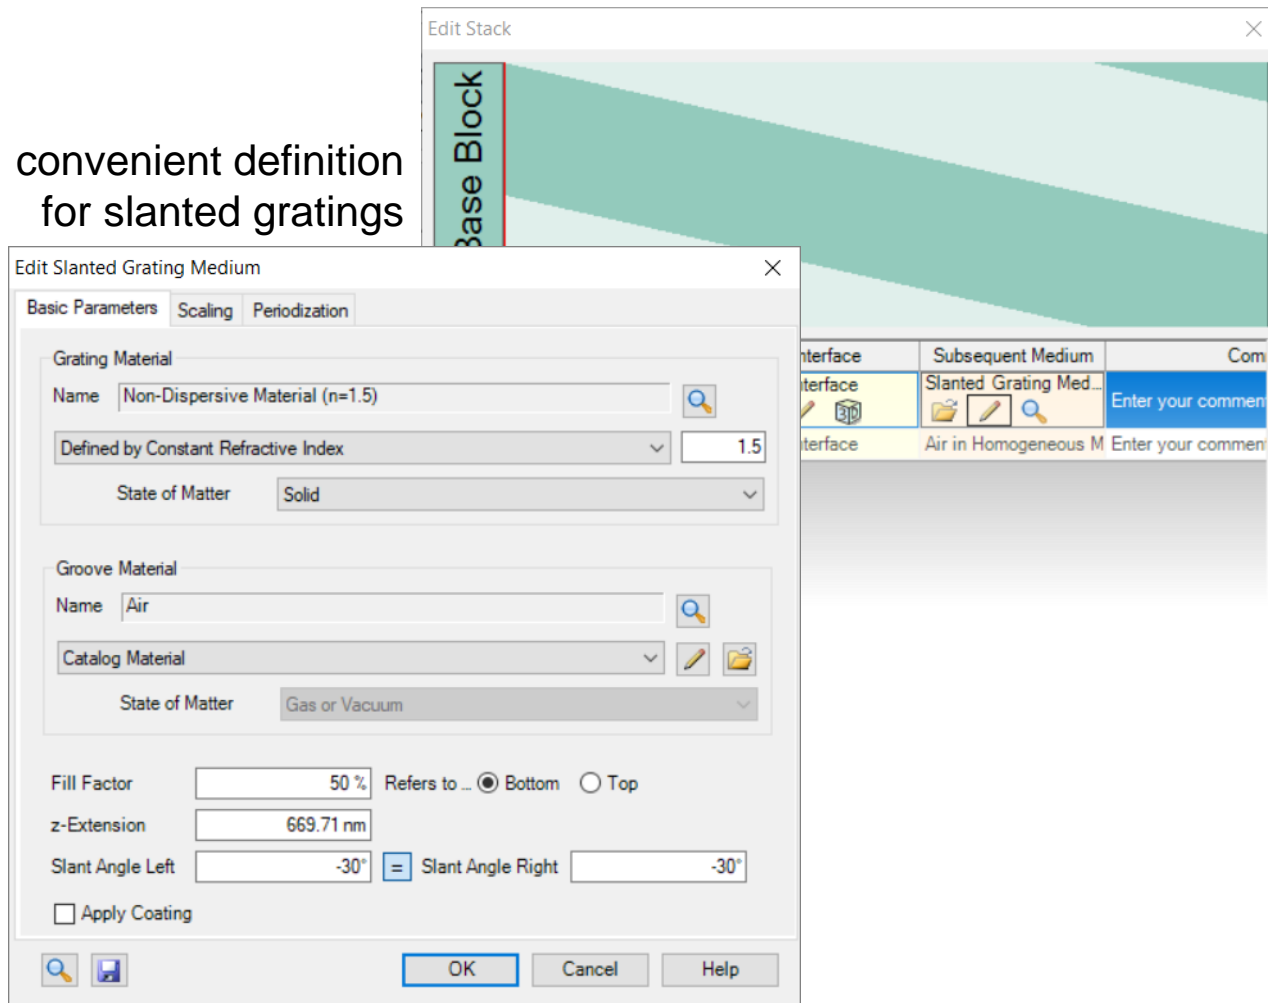 Edit Stack
Base Block
convenient definition
for slanted gratings
Edit Slanted Grating Medium
Basic Parameters Scaling Periodization
Grating Material
Name Non-Dispersive Material (n=1.5)
Defined by Constant Refractive Index 1.5
State of Matter Solid
Groove Material
Name Air
Catalog Material
State of Matter Gas or Vacuum
Fill Factor 50 % Refers to ... Bottom Top
z-Extension 669.71 nm
Slant Angle Left -30° = Slant Angle Right -30°
Apply Coating
OK Cancel Help
nterface Subsequent Medium Com
terface Slanted Grating Med... Enter your commen
3D
terface Air in Homogeneous M Enter your commen